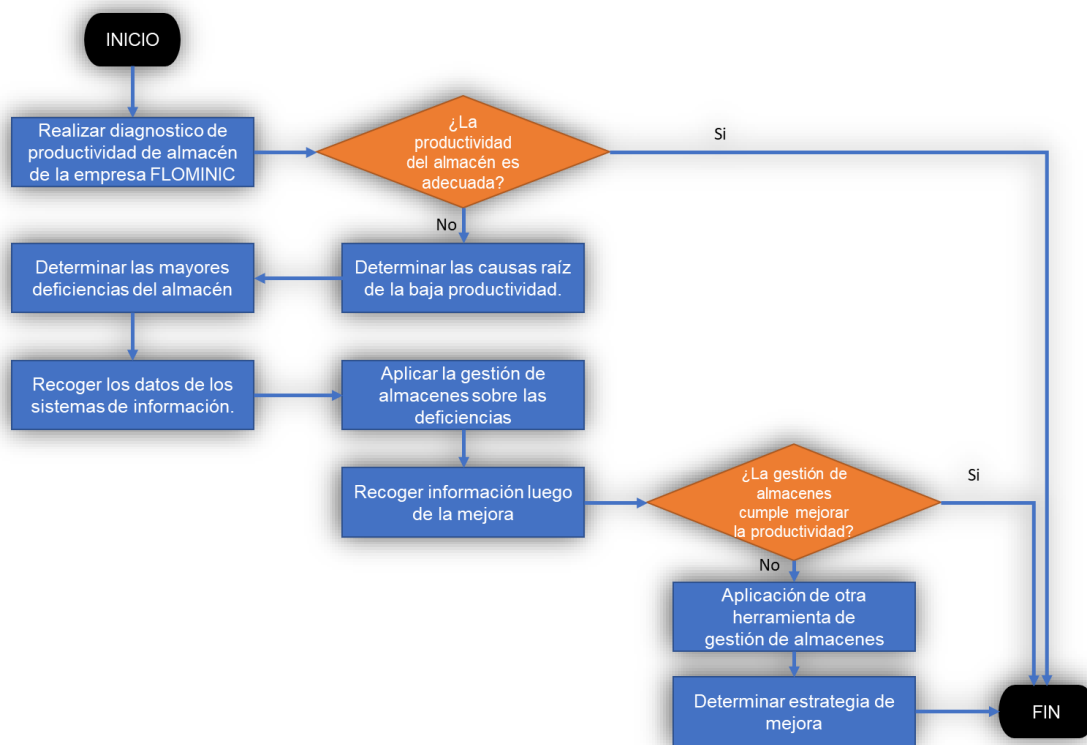 INICIO
Realizar diagnostico de
productividad de almacén
de la empresa FLOMINIC
¿La
productividad
del almacén es
adecuada?
Si
No
Determinar las causas raíz
de la baja productividad.
Determinar las mayores
deficiencias del almacén
Recoger los datos de los
sistemas de información.
Aplicar la gestión de
almacenes sobre las
deficiencias
Recoger información luego
de la mejora
¿La gestión de
almacenes
cumple mejorar
la productividad?
Si
No
Aplicación de otra
herramienta de
gestión de almacenes
Determinar estrategia de
mejora
FIN